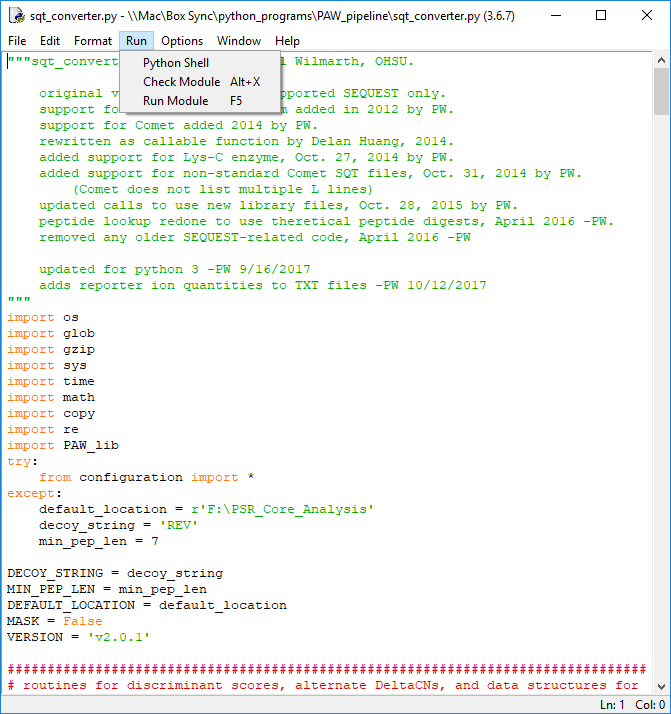 sqt_converter.py - \\Mac\Box Sync\python_programs\PAW_pipeline\sqt_converter.py (3.6.7)
File Edit Format Run Options Window Help
Python Shell
Check Module Alt+X
Run Module F5
"""sqt_convert l Wilmarth, OHSU.
original v pported SEQUEST only.
support for m added in 2012 by PW.
support for Comet added 2014 by PW.
rewritten as callable function by Delan Huang, 2014.
added support for Lys-C enzyme, Oct. 27, 2014 by PW.
added support for non-standard Comet SQT files, Oct. 31, 2014 by PW.
(Comet does not list multiple L lines)
updated calls to use new library files, Oct. 28, 2015 by PW.
peptide lookup redone to use theretical peptide digests, April 2016 -PW.
removed any older SEQUEST-related code, April 2016 -PW
updated for python 3 -PW 9/16/2017
adds reporter ion quantities to TXT files -PW 10/12/2017
"""
import os
import glob
import gzip
import sys
import time
import math
import copy
import re
import PAW_lib
try:
from configuration import *
except:
default_location = r'F:\PSR_Core_Analysis'
decoy_string = 'REV'
min_pep_len = 7
DECOY_STRING = decoy_string
MIN_PEP_LEN = min_pep_len
DEFAULT_LOCATION = default_location
MASK = False
VERSION = 'v2.0.1'
################################################################################
# routines for discriminant scores, alternate DeltaCNs, and data structures for
Ln: 1 Col: 0